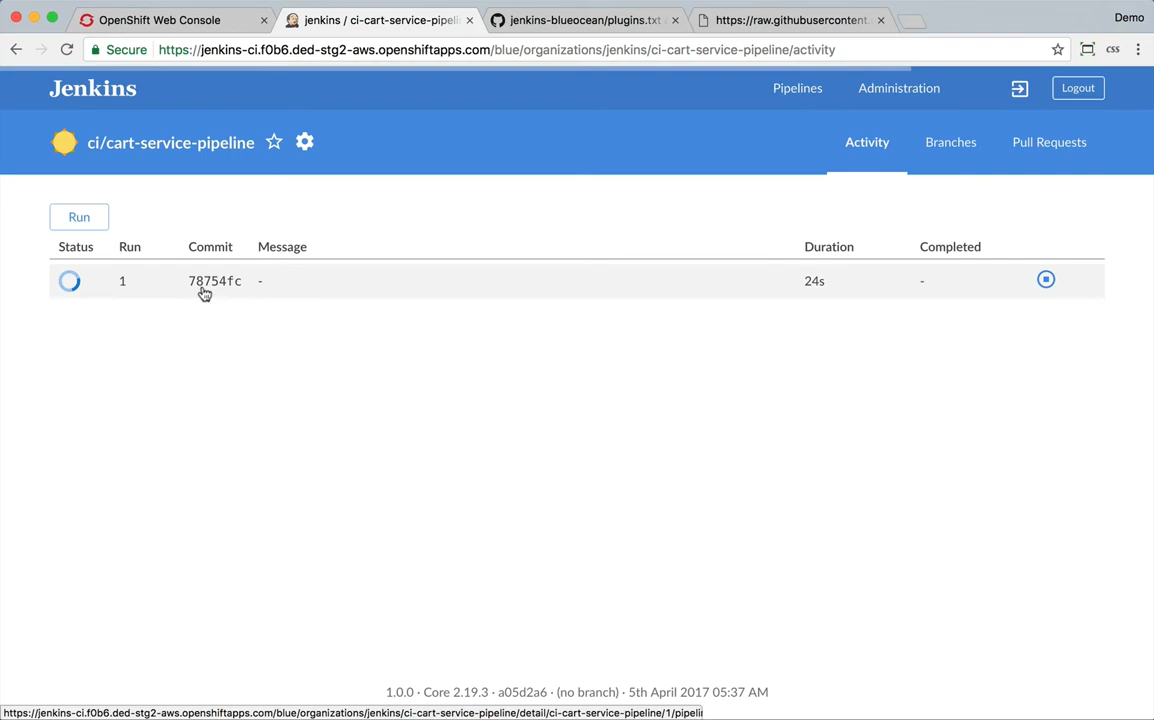 OpenShift Web Console
jenkins / ci-cart-service-pipeli
jenkins-blueocean/plugins.txt
https://raw.githubusercontent.
Demo
Secure
https://jenkins-ci.f0b6.ded-stg2-aws.openshiftapps.com/blue/organizations/jenkins/ci-cart-service-pipeline/activity
css
Jenkins
Pipelines
Administration
Logout
ci/cart-service-pipeline
Activity
Branches
Pull Requests
Run
Status Run Commit Message Duration Completed
1 78754fc - 24s -
1.0.0 · Core 2.19.3 · a05d2a6 · (no branch) · 5th April 2017 05:37 AM
https://jenkins-ci.f0b6.ded-stg2-aws.openshiftapps.com/blue/organizations/jenkins/ci-cart-service-pipeline/detail/ci-cart-service-pipeline/1/pipeli